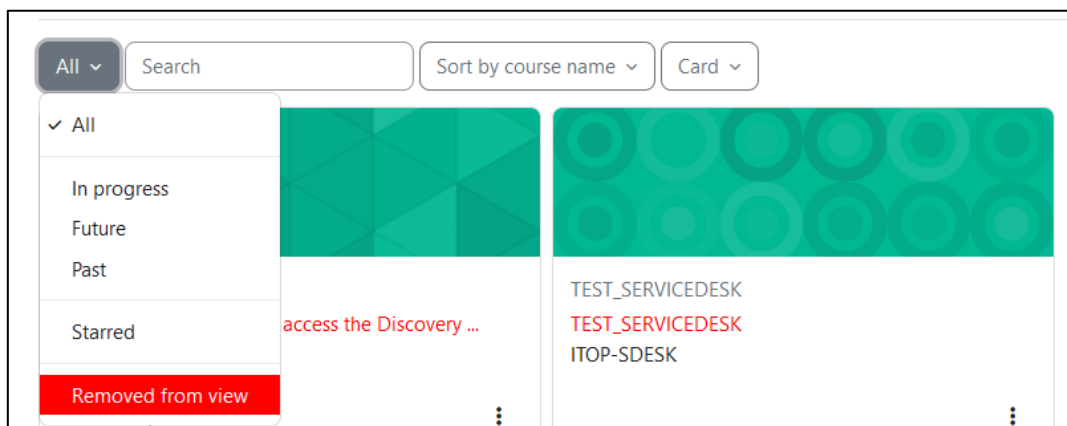 All
Search
Sort by course name
Card
All
In progress
Future
Past
Starred
Removed from view
access the Discovery ...
TEST_SERVICEDESK
TEST_SERVICEDESK
ITOP-SDESK